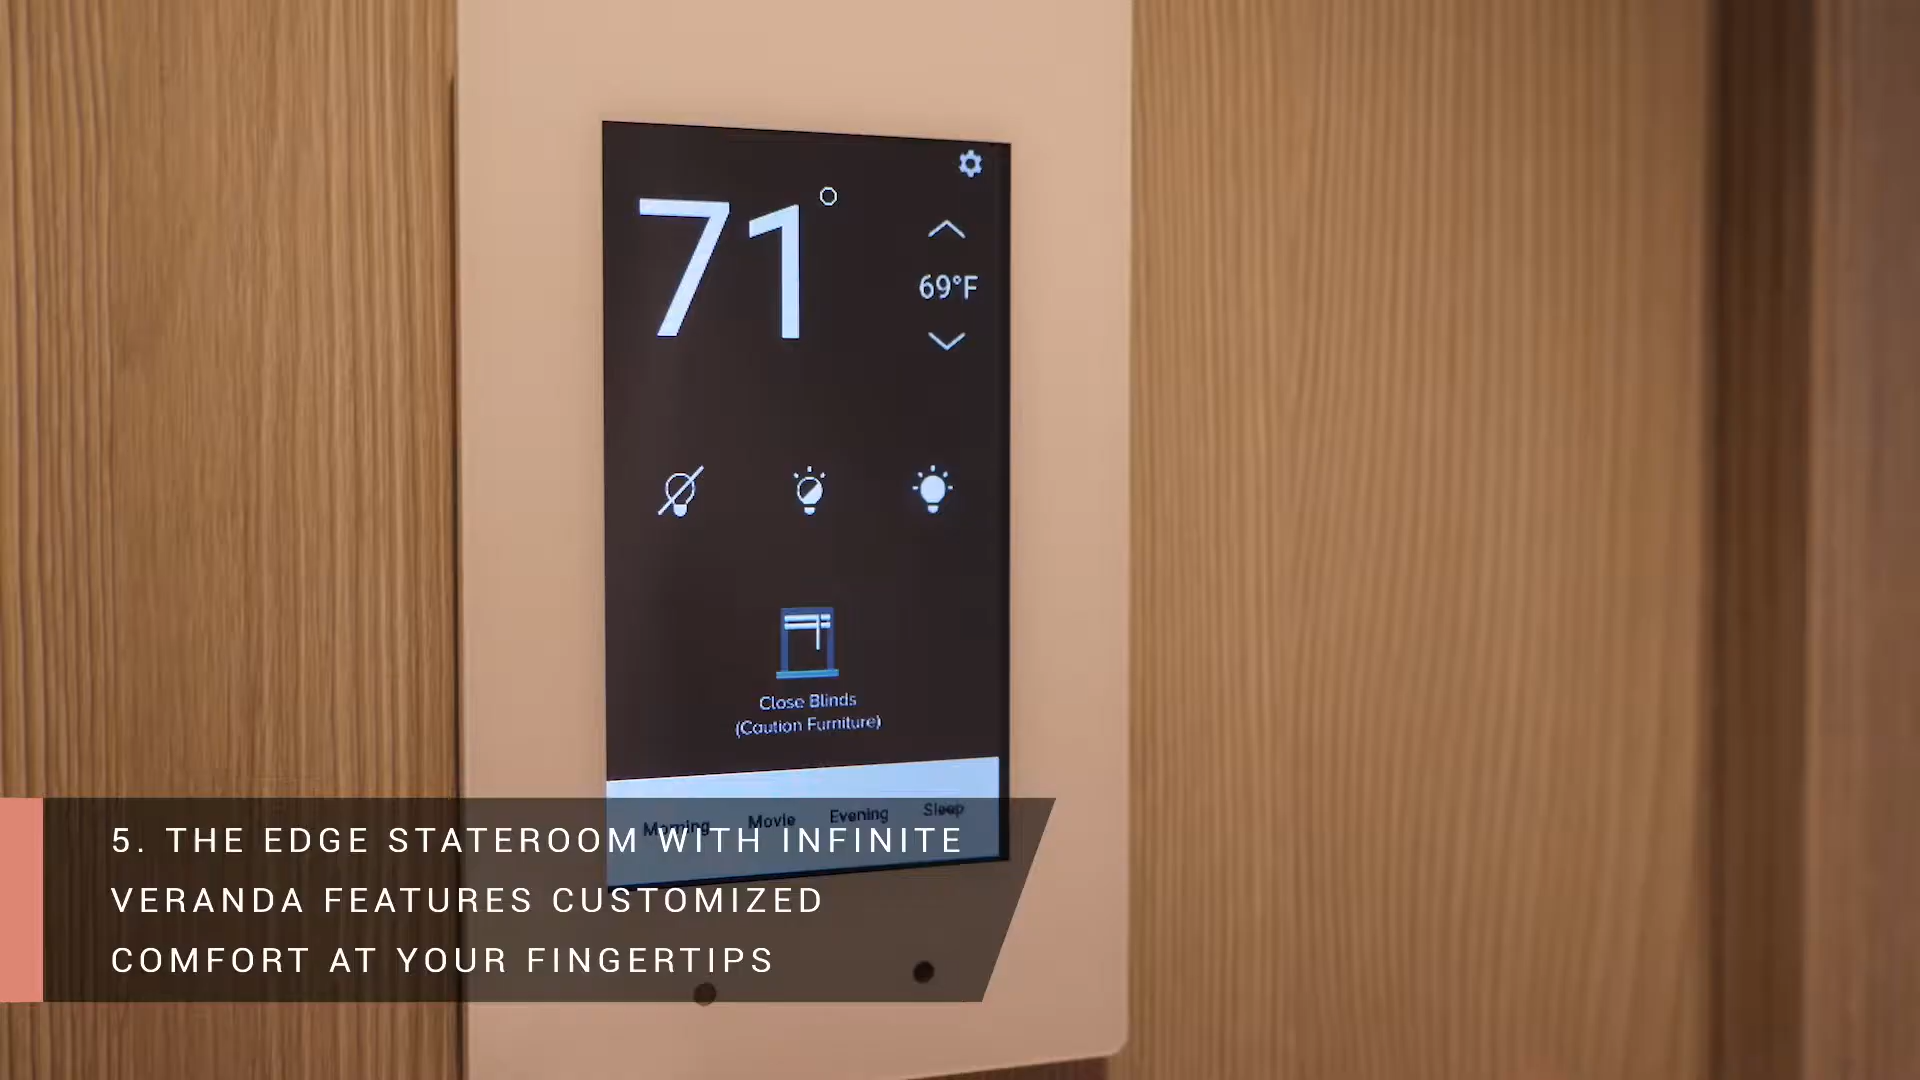 71°
69°F
Close Blinds
(Caution Furniture)
Morning Movie Evening Sleep
5. THE EDGE STATEROOM WITH INFINITE
VERANDA FEATURES CUSTOMIZED
COMFORT AT YOUR FINGERTIPS